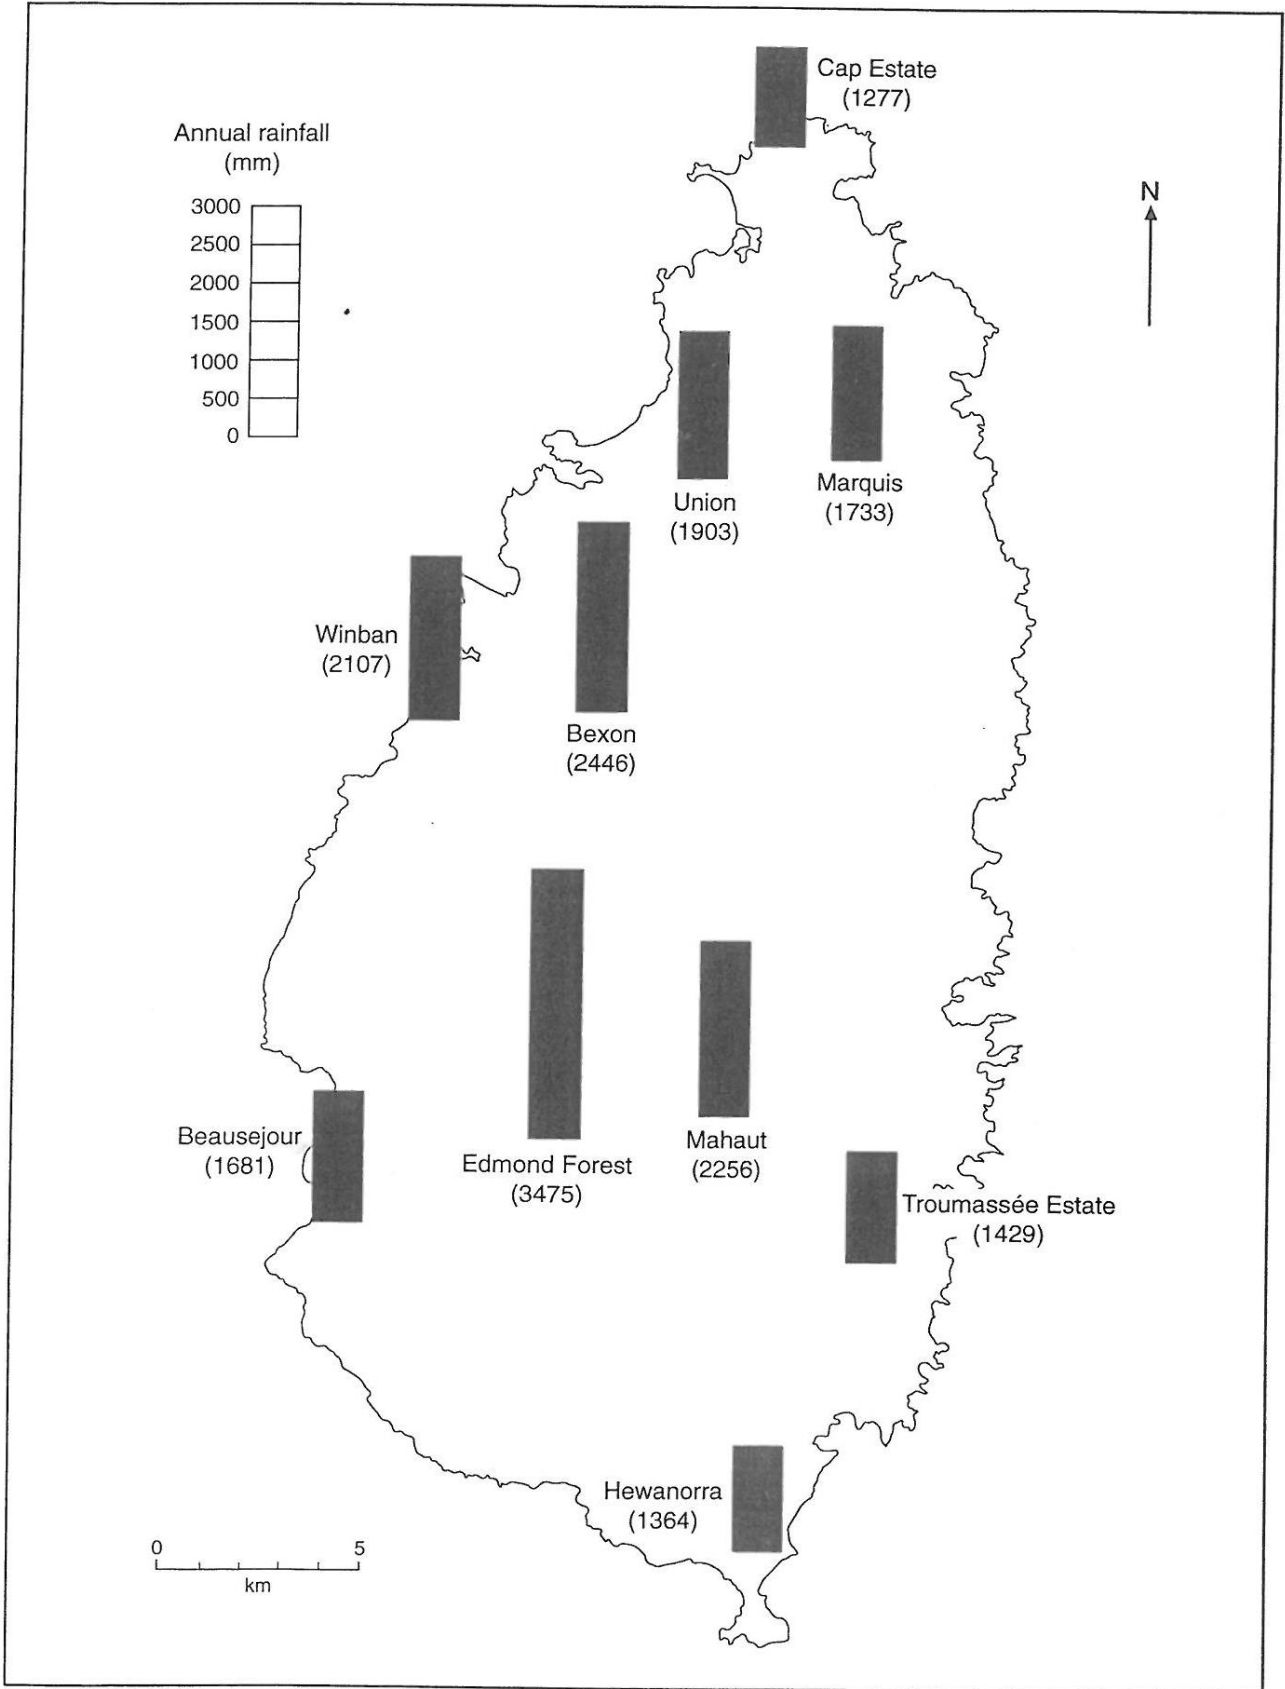 Cap Estate
(1277)
Annual rainfall
(mm)
3000
2500
2000
1500
1000
500
0
N
Union
(1903)
Marquis
(1733)
Winban
(2107)
Bexon
(2446)
Beausejour
(1681)
Edmond Forest
(3475)
Mahaut
(2256)
Troumassée Estate
(1429)
Hewanorra
(1364)
0 5
km